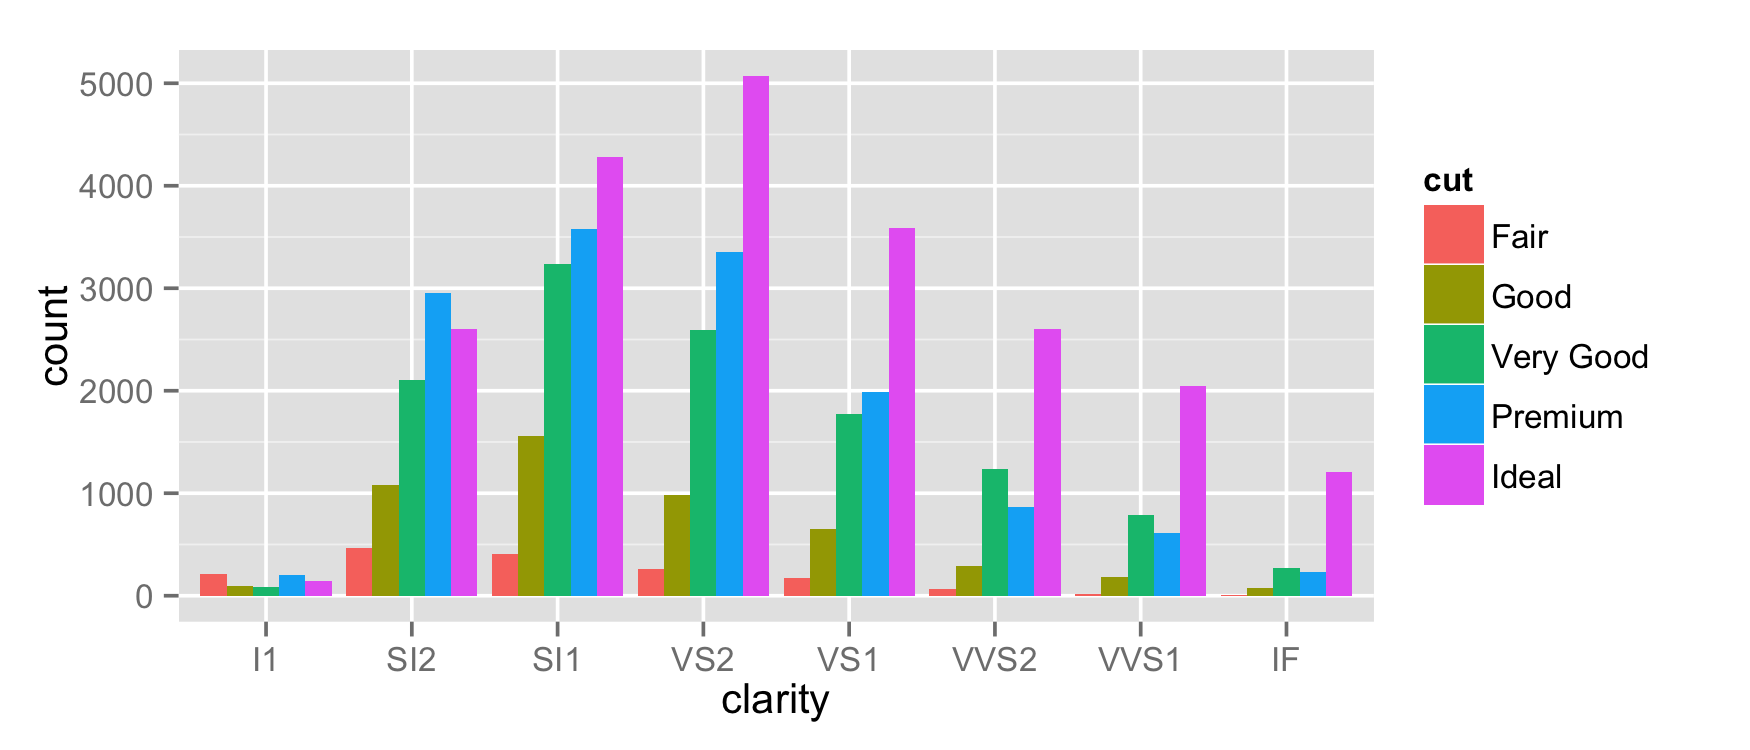 5000
4000
3000
2000
1000
0
count
I1 SI2 SI1 VS2 VS1 VVS2 VVS1 IF
clarity
cut
Fair
Good
Very Good
Premium
Ideal